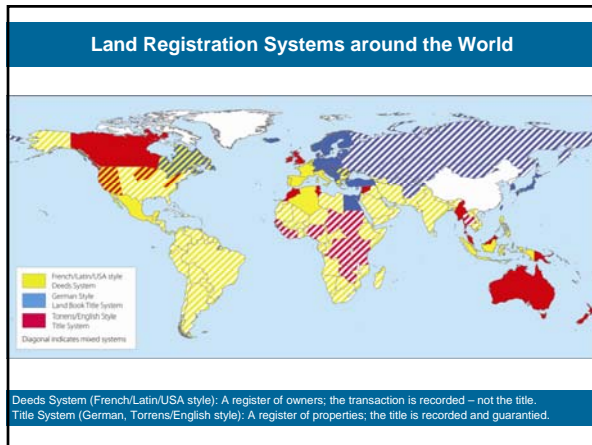 Land Registration Systems around the World
French/Latin/USA style
Deeds System
German Style
Land Book Title System
Torrens/English Style
Title System
Diagonal indicates mixed systems
Deeds System (French/Latin/USA style): A register of owners; the transaction is recorded – not the title.
Title System (German, Torrens/English style): A register of properties; the title is recorded and guarantied.